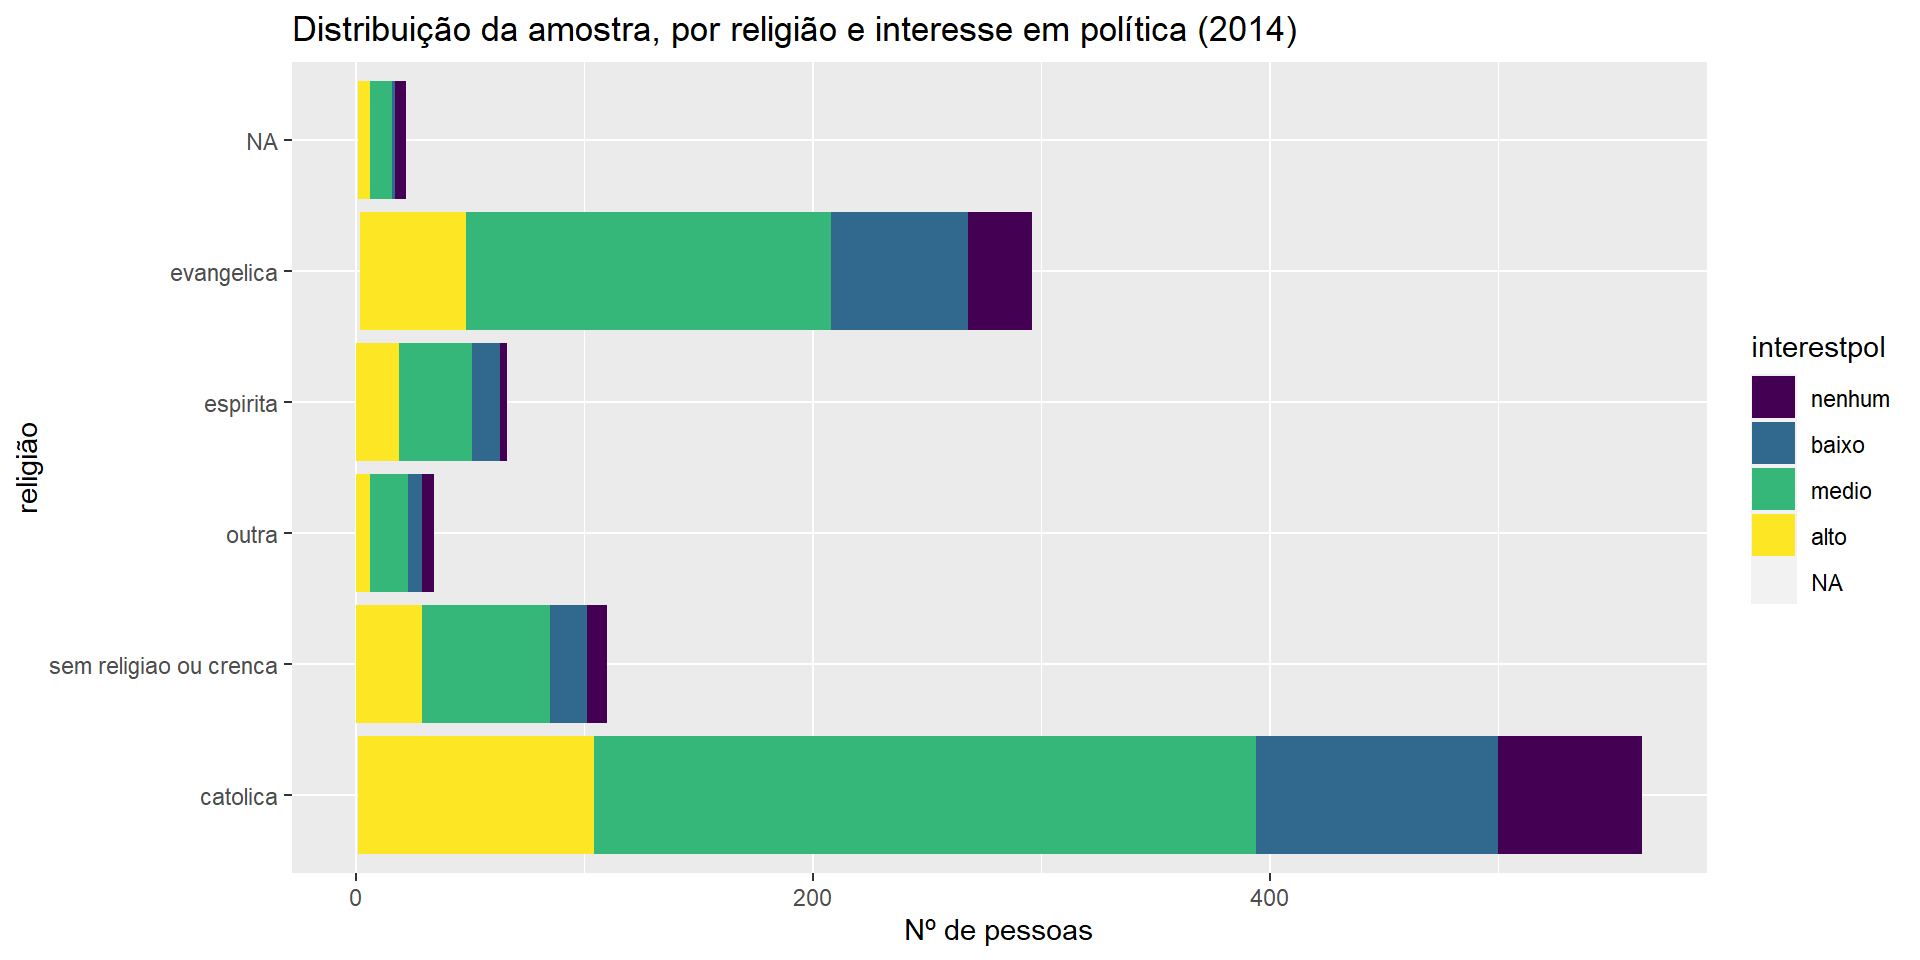 Distribuição da amostra, por religião e interesse em política (2014)
religião
NA
evangelica
espirita
outra
sem religiao ou crenca
catolica
0
200
400
Nº de pessoas
interestpol
nenhum
baixo
medio
alto
NA